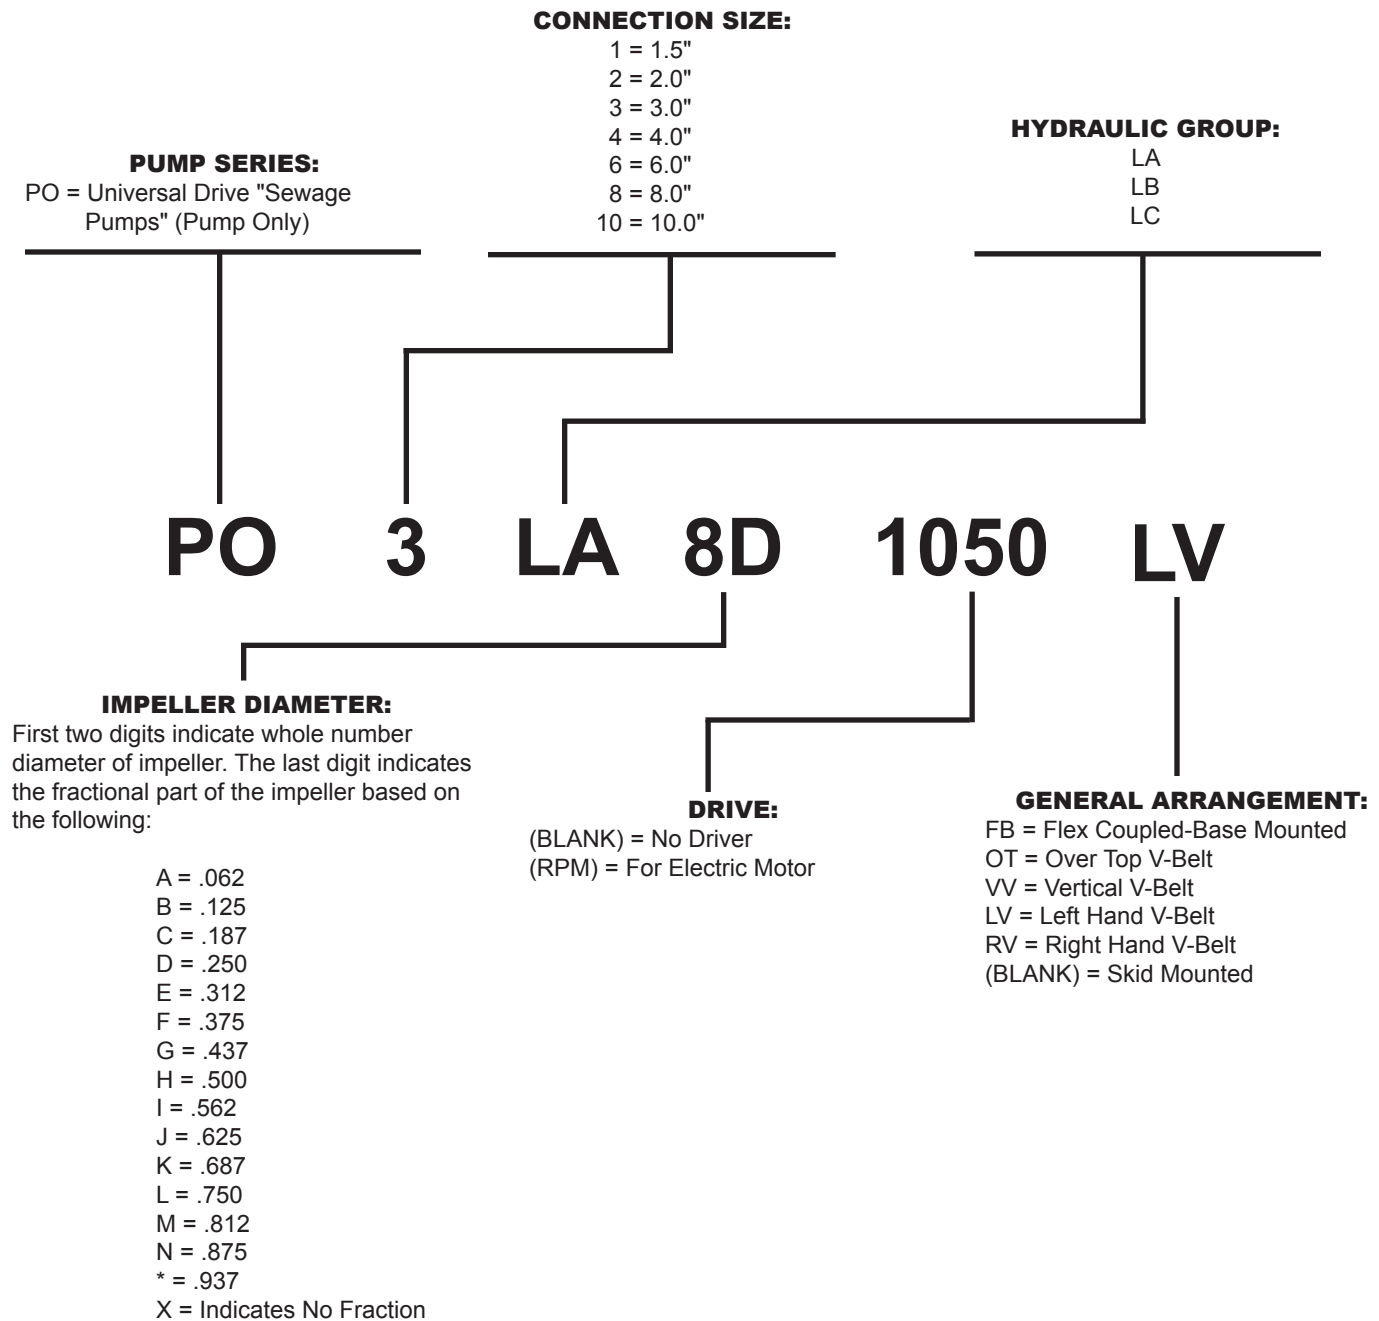 CONNECTION SIZE:
1 = 1.5"
2 = 2.0"
3 = 3.0"
4 = 4.0"
6 = 6.0"
8 = 8.0"
10 = 10.0"
HYDRAULIC GROUP:
LA
LB
LC
PUMP SERIES:
PO = Universal Drive "Sewage
Pumps" (Pump Only)
PO 3 LA 8D 1050 LV
IMPELLER DIAMETER:
First two digits indicate whole number
diameter of impeller. The last digit indicates
the fractional part of the impeller based on
the following:
A = .062
B = .125
C = .187
D = .250
E = .312
F = .375
G = .437
H = .500
I = .562
J = .625
K = .687
L = .750
M = .812
N = .875
* = .937
X = Indicates No Fraction
DRIVE:
(BLANK) = No Driver
(RPM) = For Electric Motor
GENERAL ARRANGEMENT:
FB = Flex Coupled-Base Mounted
OT = Over Top V-Belt
VV = Vertical V-Belt
LV = Left Hand V-Belt
RV = Right Hand V-Belt
(BLANK) = Skid Mounted